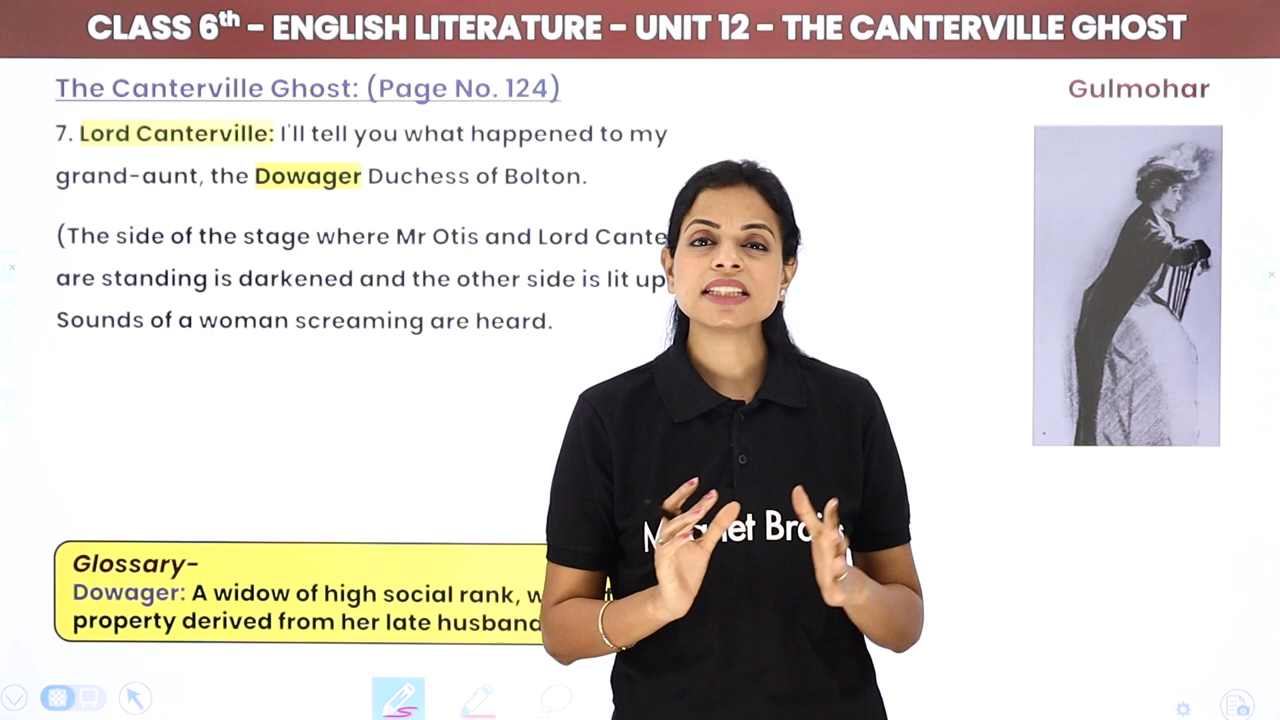 CLASS 6th – ENGLISH LITERATURE – UNIT 12 – THE CANTERVILLE GHOST
The Canterville Ghost: (Page No. 124)
Gulmohar
7. Lord Canterville: I'll tell you what happened to my
grand-aunt, the Dowager Duchess of Bolton.
(The side of the stage where Mr Otis and Lord Cante
are standing is darkened and the other side is lit up
Sounds of a woman screaming are heard.
Glossary-
Dowager: A widow of high social rank,
property derived from her late husband